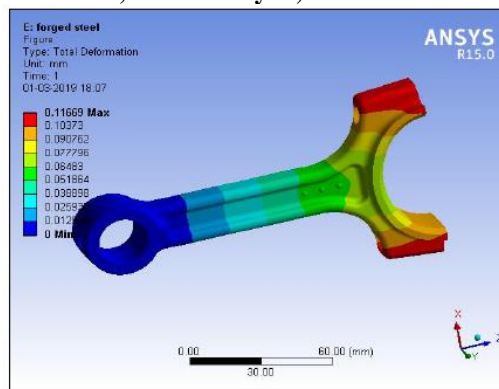 E: forged steel
Figure
Type: Total Deformation
Unit: mm
Time: 1
01-03-2019 18:07
ANSYS
R15.0
0.11669 Max
0.10373
0.090762
0.077796
0.06483
0.051864
0.038898
0 Min
X
Y
Z
0.00
60.00 (mm)
30.00